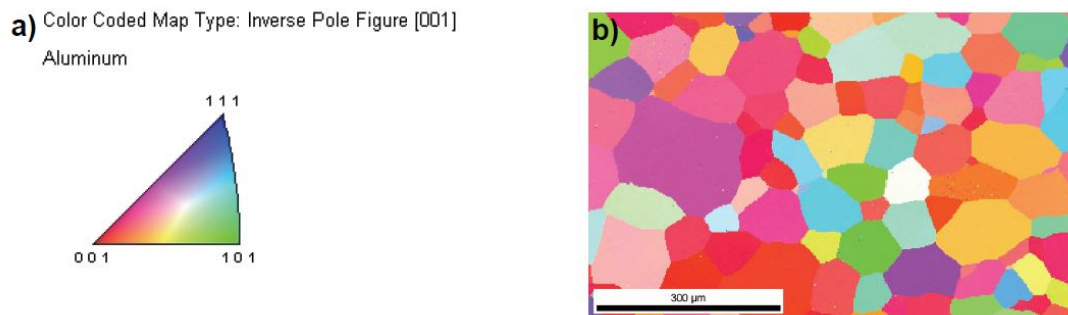 a) Color Coded Map Type: Inverse Pole Figure [001]
Aluminum
1 1 1
0 0 1
1 0 1
b)
300 µm